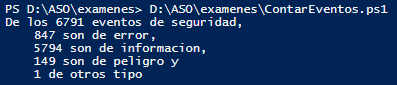 PS D:\ASO\examenes> D:\ASO\examenes\ContarEventos.ps1
De los 6791 eventos de seguridad,
847 son de error,
5794 son de informacion,
149 son de peligro y
1 de otros tipo